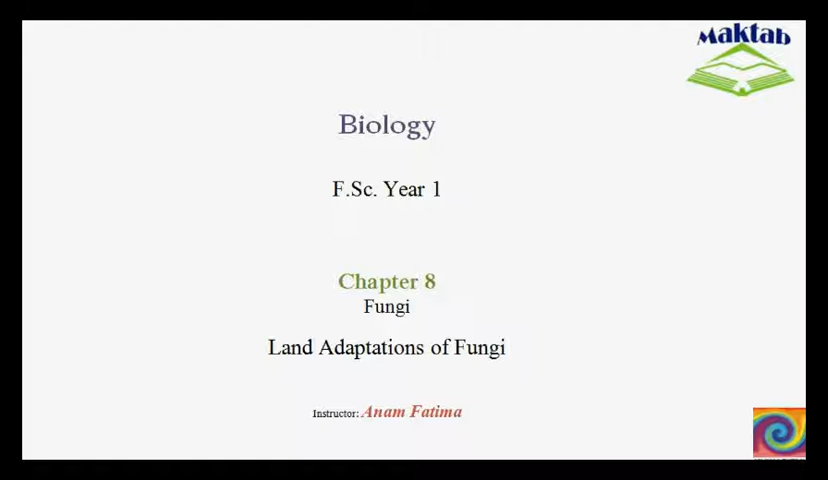 Maktab
Biology
F.Sc. Year 1
Chapter 8
Fungi
Land Adaptations of Fungi
Instructor: Anam Fatima